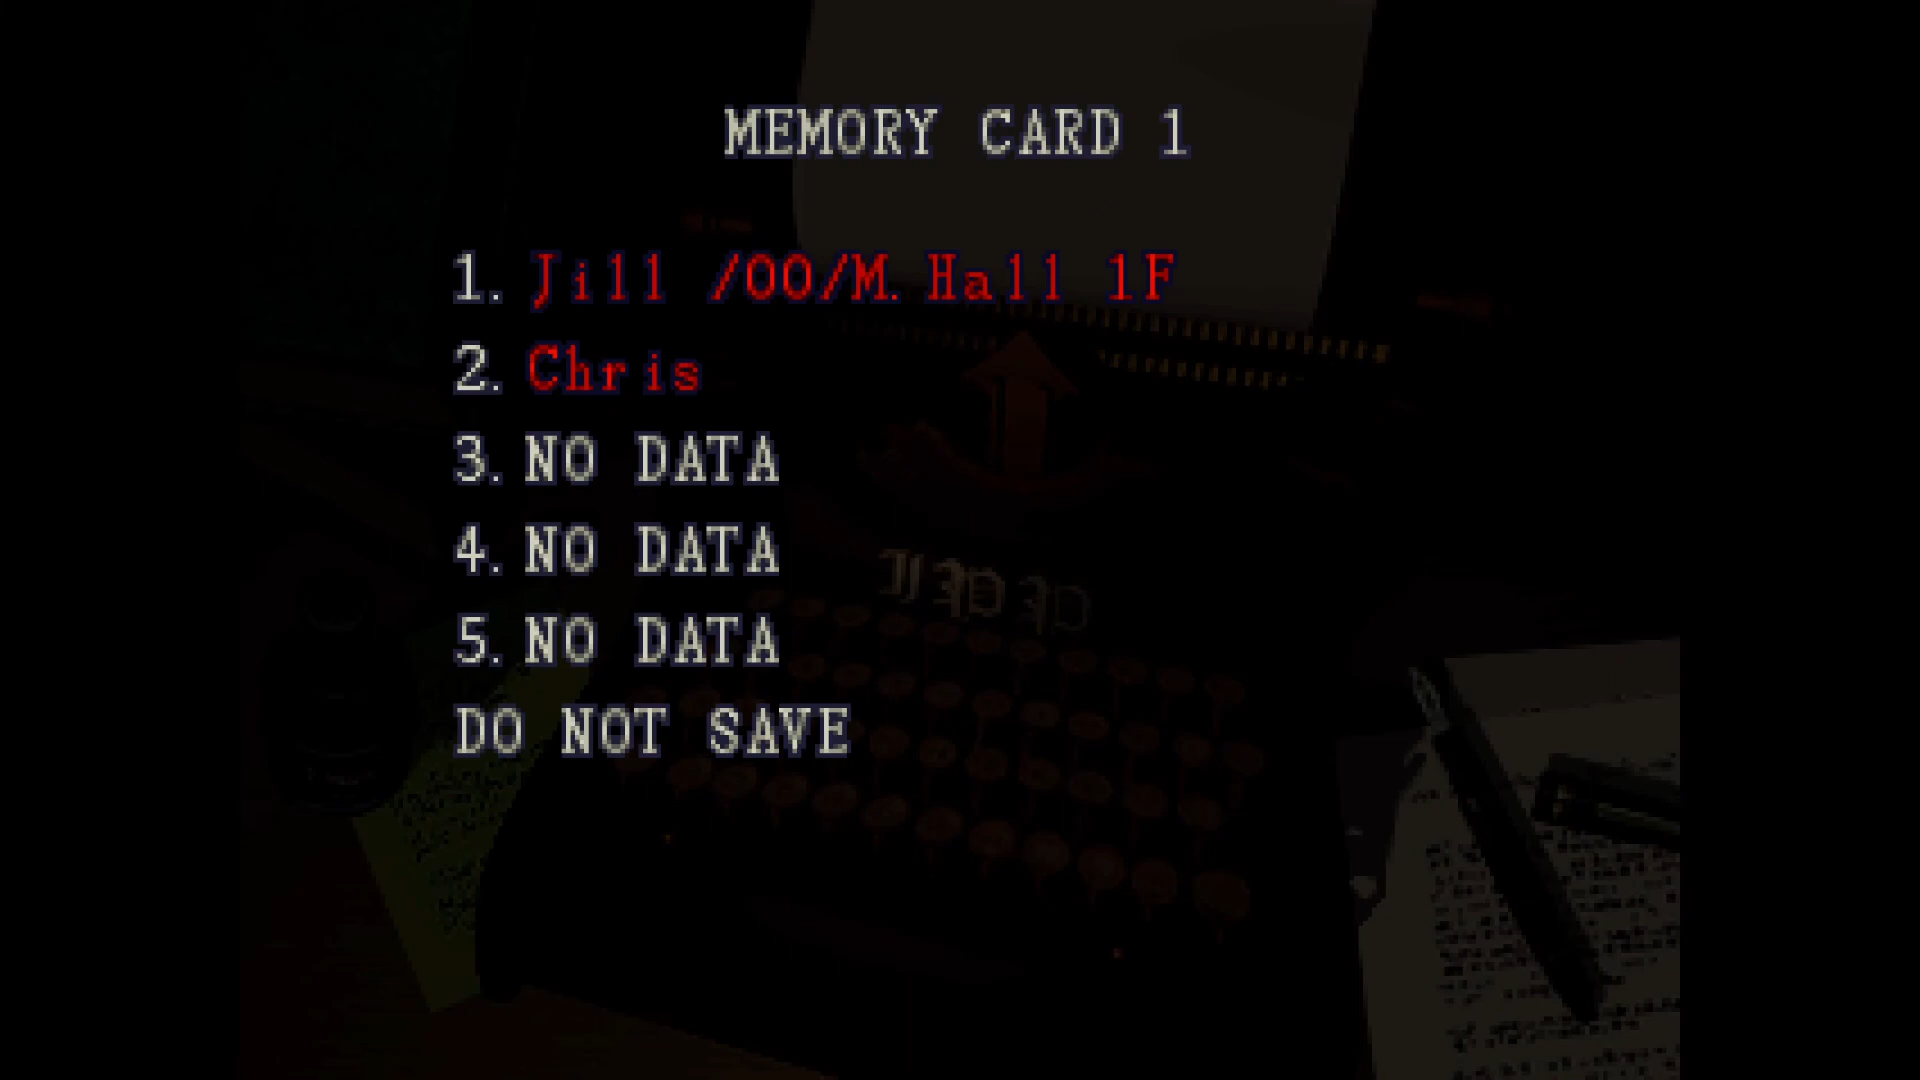 MEMORY CARD 1
1. Jill /00/M. Hall 1F
2. Chris
3. NO DATA
4. NO DATA
5. NO DATA
DO NOT SAVE